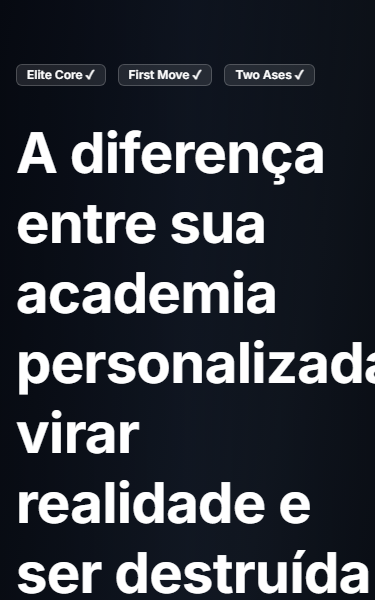 Elite Core ✓ First Move ✓ Two Ases ✓
A diferença
entre sua
academia
personalizada
virar
realidade e
ser destruída